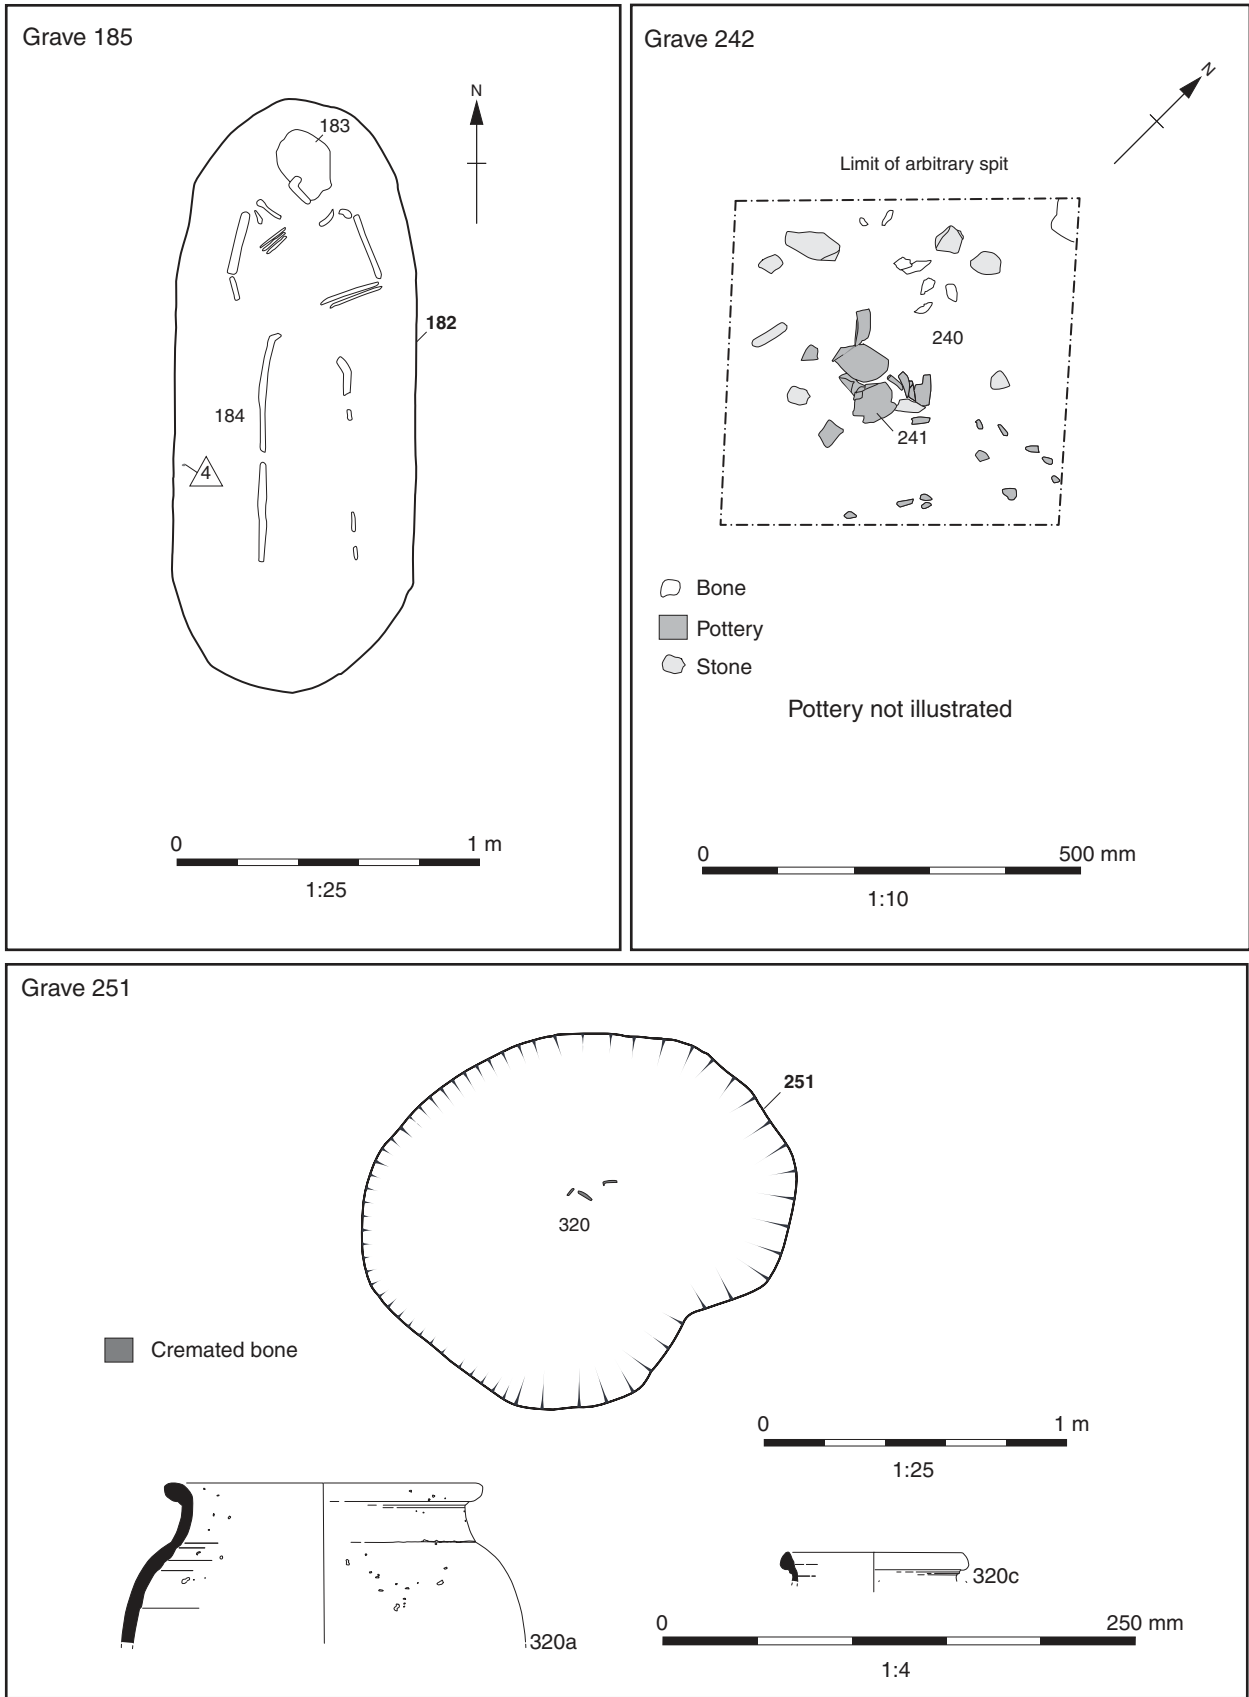 Grave 185
N
183
182
184
4
0 1 m
1:25
Grave 242
N
Limit of arbitrary spit
240
241
Bone
Pottery
Stone
Pottery not illustrated
0 500 mm
1:10
Grave 251
251
320
Cremated bone
0 1 m
1:25
320a
320c
0 250 mm
1:4